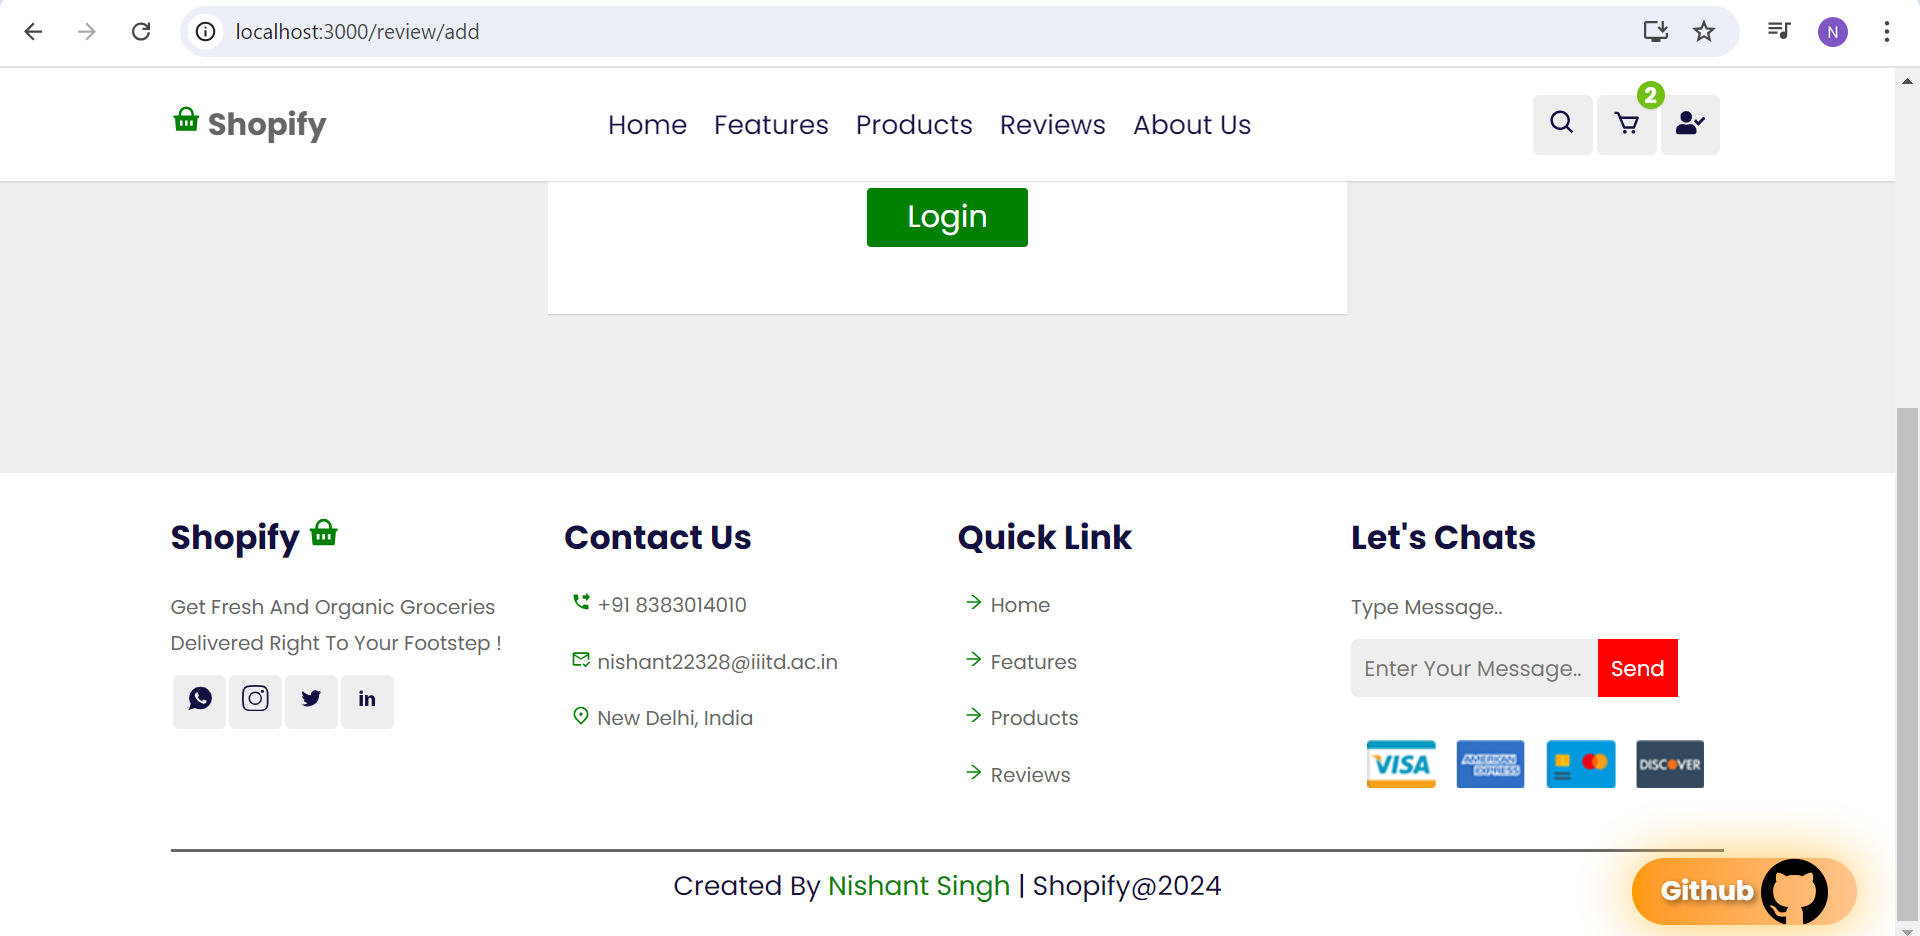 localhost:3000/review/add
N
Shopify
Home Features Products Reviews About Us
2
Login
Shopify
Get Fresh And Organic Groceries
Delivered Right To Your Footstep !
in
Contact Us
+91 8383014010
nishant22328@iiitd.ac.in
New Delhi, India
Quick Link
Home
Features
Products
Reviews
Let's Chats
Type Message..
Enter Your Message.. Send
VISA AMERICAN EXPRESS DISCOVER
Created By Nishant Singh | Shopify@2024
Github